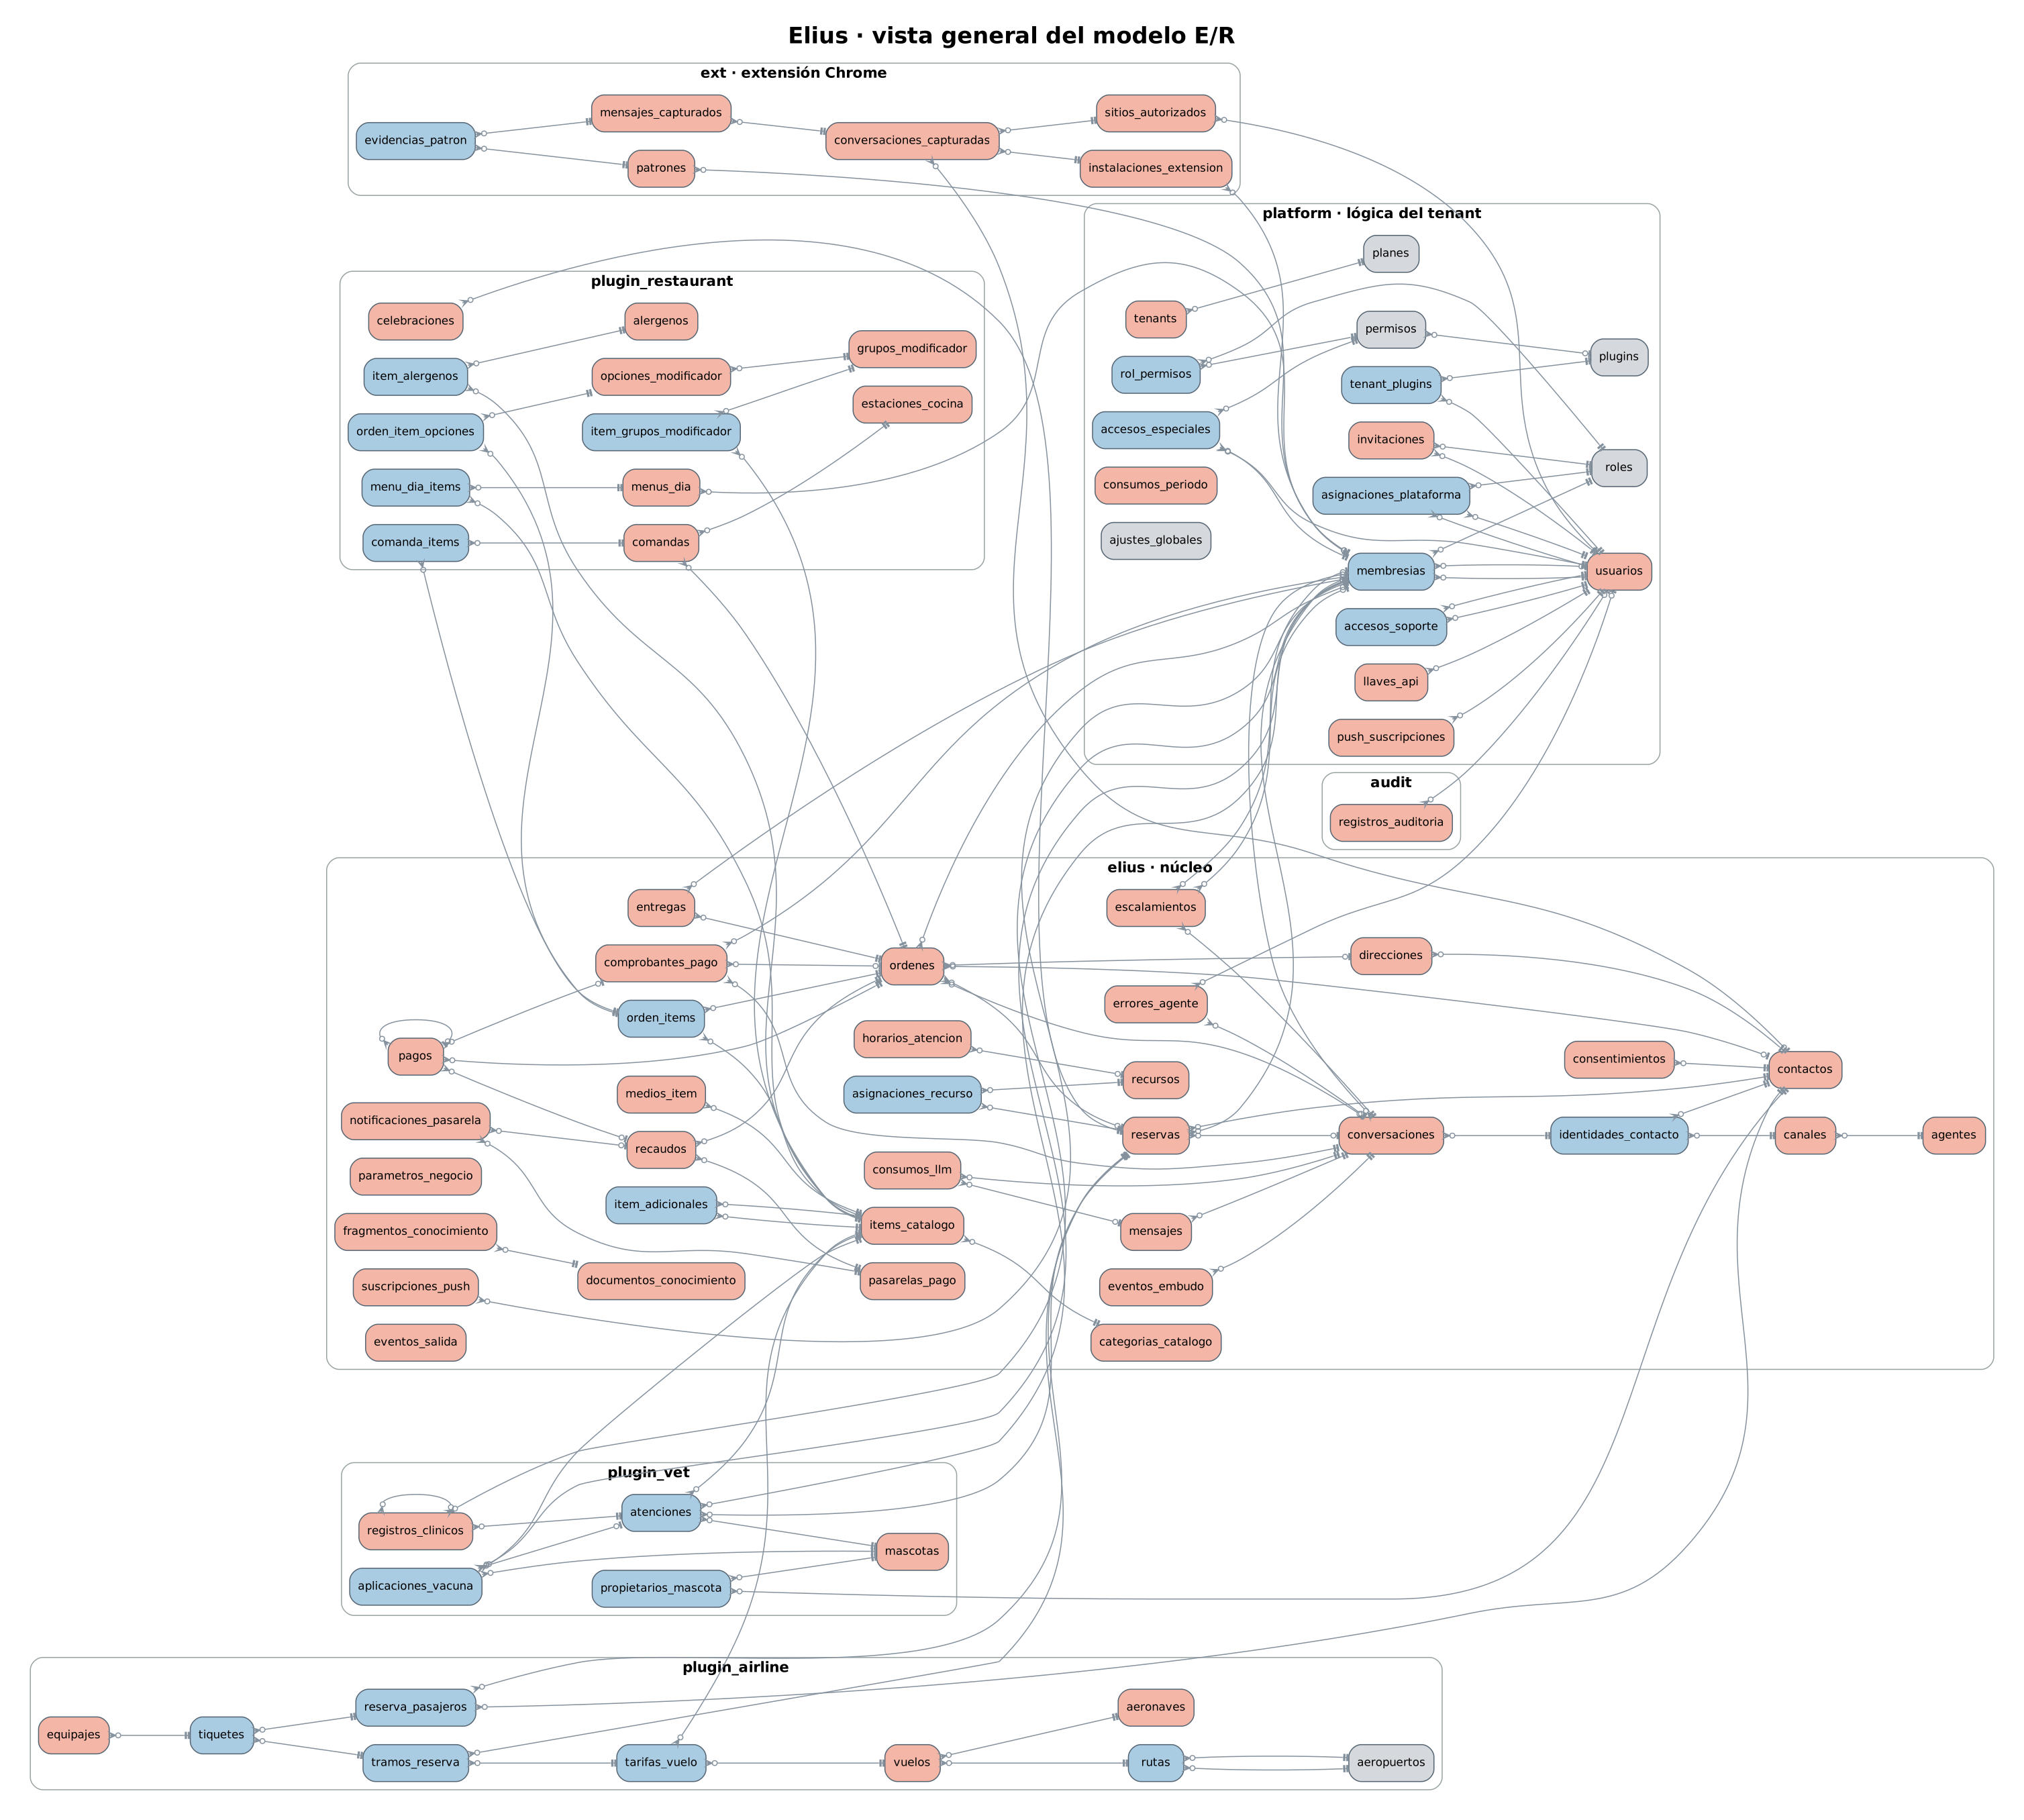 Elius · vista general del modelo E/R
ext · extensión Chrome
mensajes_capturados
sitios_autorizados
evidencias_patron
conversaciones_capturadas
patrones
instalaciones_extension
platform · lógica del tenant
planes
tenants
permisos
plugins
rol_permisos
tenant_plugins
accesos_especiales
invitaciones
roles
consumos_periodo
asignaciones_plataforma
ajustes_globales
membresias
usuarios
accesos_soporte
llaves_api
push_suscripciones
plugin_restaurant
celebraciones
alergenos
grupos_modificador
item_alergenos
opciones_modificador
estaciones_cocina
orden_item_opciones
item_grupos_modificador
menu_dia_items
menus_dia
comanda_items
comandas
audit
registros_auditoria
elius · núcleo
entregas
escalamientos
comprobantes_pago
ordenes
direcciones
orden_items
errores_agente
pagos
horarios_atencion
consentimientos
contactos
medios_item
asignaciones_recurso
recursos
notificaciones_pasarela
recaudos
reservas
conversaciones
identidades_contacto
canales
agentes
parametros_negocio
consumos_llm
item_adicionales
items_catalogo
mensajes
fragmentos_conocimiento
documentos_conocimiento
pasarelas_pago
suscripciones_push
eventos_embudo
eventos_salida
categorias_catalogo
plugin_vet
atenciones
registros_clinicos
mascotas
aplicaciones_vacuna
propietarios_mascota
plugin_airline
reserva_pasajeros
aeronaves
equipajes
tiquetes
tramos_reserva
tarifas_vuelo
vuelos
rutas
aeropuertos